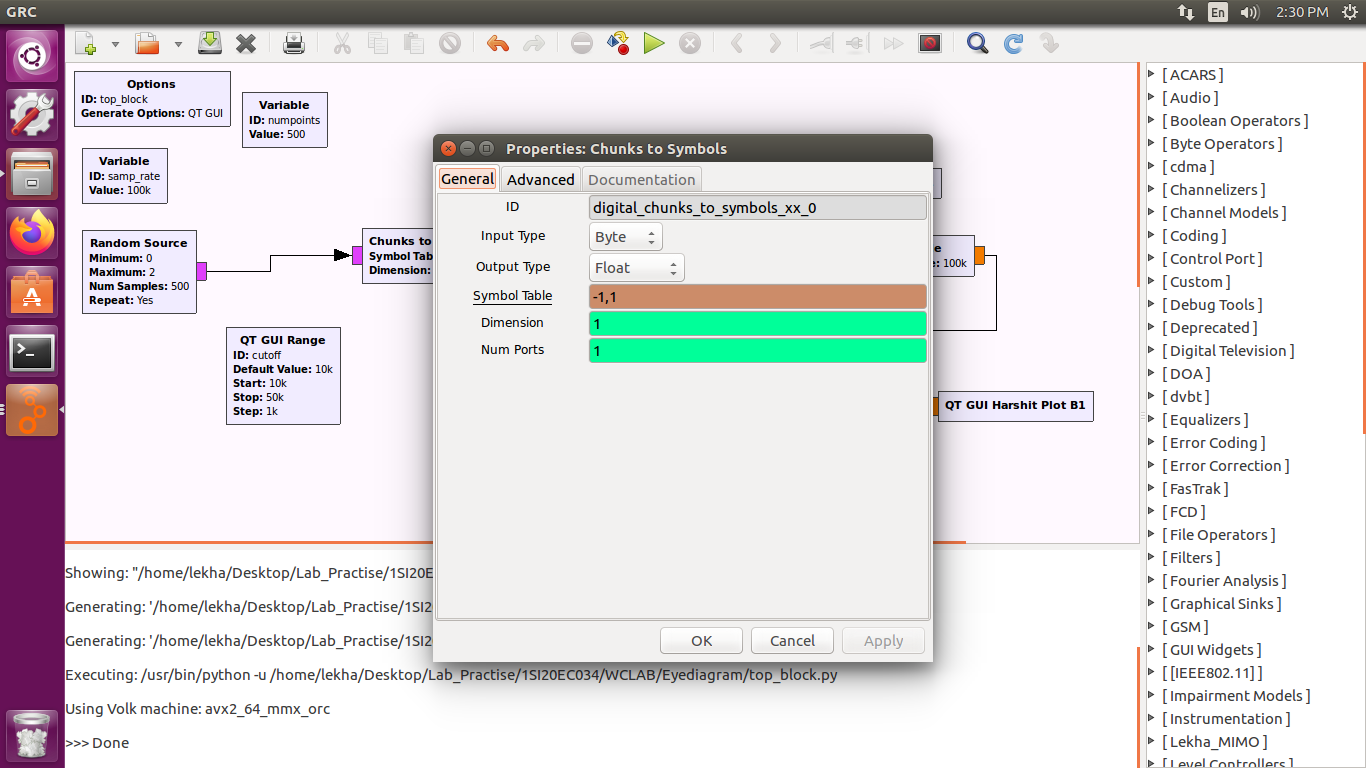 GRC
En
2:30 PM
Options
ID: top_block
Generate Options: QT GUI
Variable
ID: numpoints
Value: 500
Variable
ID: samp_rate
Value: 100k
Random Source
Minimum: 0
Maximum: 2
Num Samples: 500
Repeat: Yes
Chunks to
Symbol Tab
Dimension:
QT GUI Range
ID: cutoff
Default Value: 10k
Start: 10k
Stop: 50k
Step: 1k
Properties: Chunks to Symbols
General
Advanced
Documentation
ID
digital_chunks_to_symbols_xx_0
Input Type
Byte
Output Type
Float
Symbol Table
-1,1
Dimension
1
Num Ports
1
OK
Cancel
Apply
e
e: 100k
QT GUI Harshit Plot B1
Showing: "/home/lekha/Desktop/Lab_Practise/1SI20E
Generating: '/home/lekha/Desktop/Lab_Practise/1SI2
Generating: '/home/lekha/Desktop/Lab_Practise/1SI2
Executing: /usr/bin/python -u /home/lekha/Desktop/Lab_Practise/1SI20EC034/WCLAB/Eyediagram/top_block.py
Using Volk machine: avx2_64_mmx_orc
>>> Done
[ ACARS ]
[ Audio ]
[ Boolean Operators ]
[ Byte Operators ]
[ cdma ]
[ Channelizers ]
[ Channel Models ]
[ Coding ]
[ Control Port ]
[ Custom ]
[ Debug Tools ]
[ Deprecated ]
[ Digital Television ]
[ DOA ]
[ dvbt ]
[ Equalizers ]
[ Error Coding ]
[ Error Correction ]
[ FasTrak ]
[ FCD ]
[ File Operators ]
[ Filters ]
[ Fourier Analysis ]
[ Graphical Sinks ]
[ GSM ]
[ GUI Widgets ]
[ [IEEE802.11] ]
[ Impairment Models ]
[ Instrumentation ]
[ Lekha_MIMO ]
[ Level Controllers ]